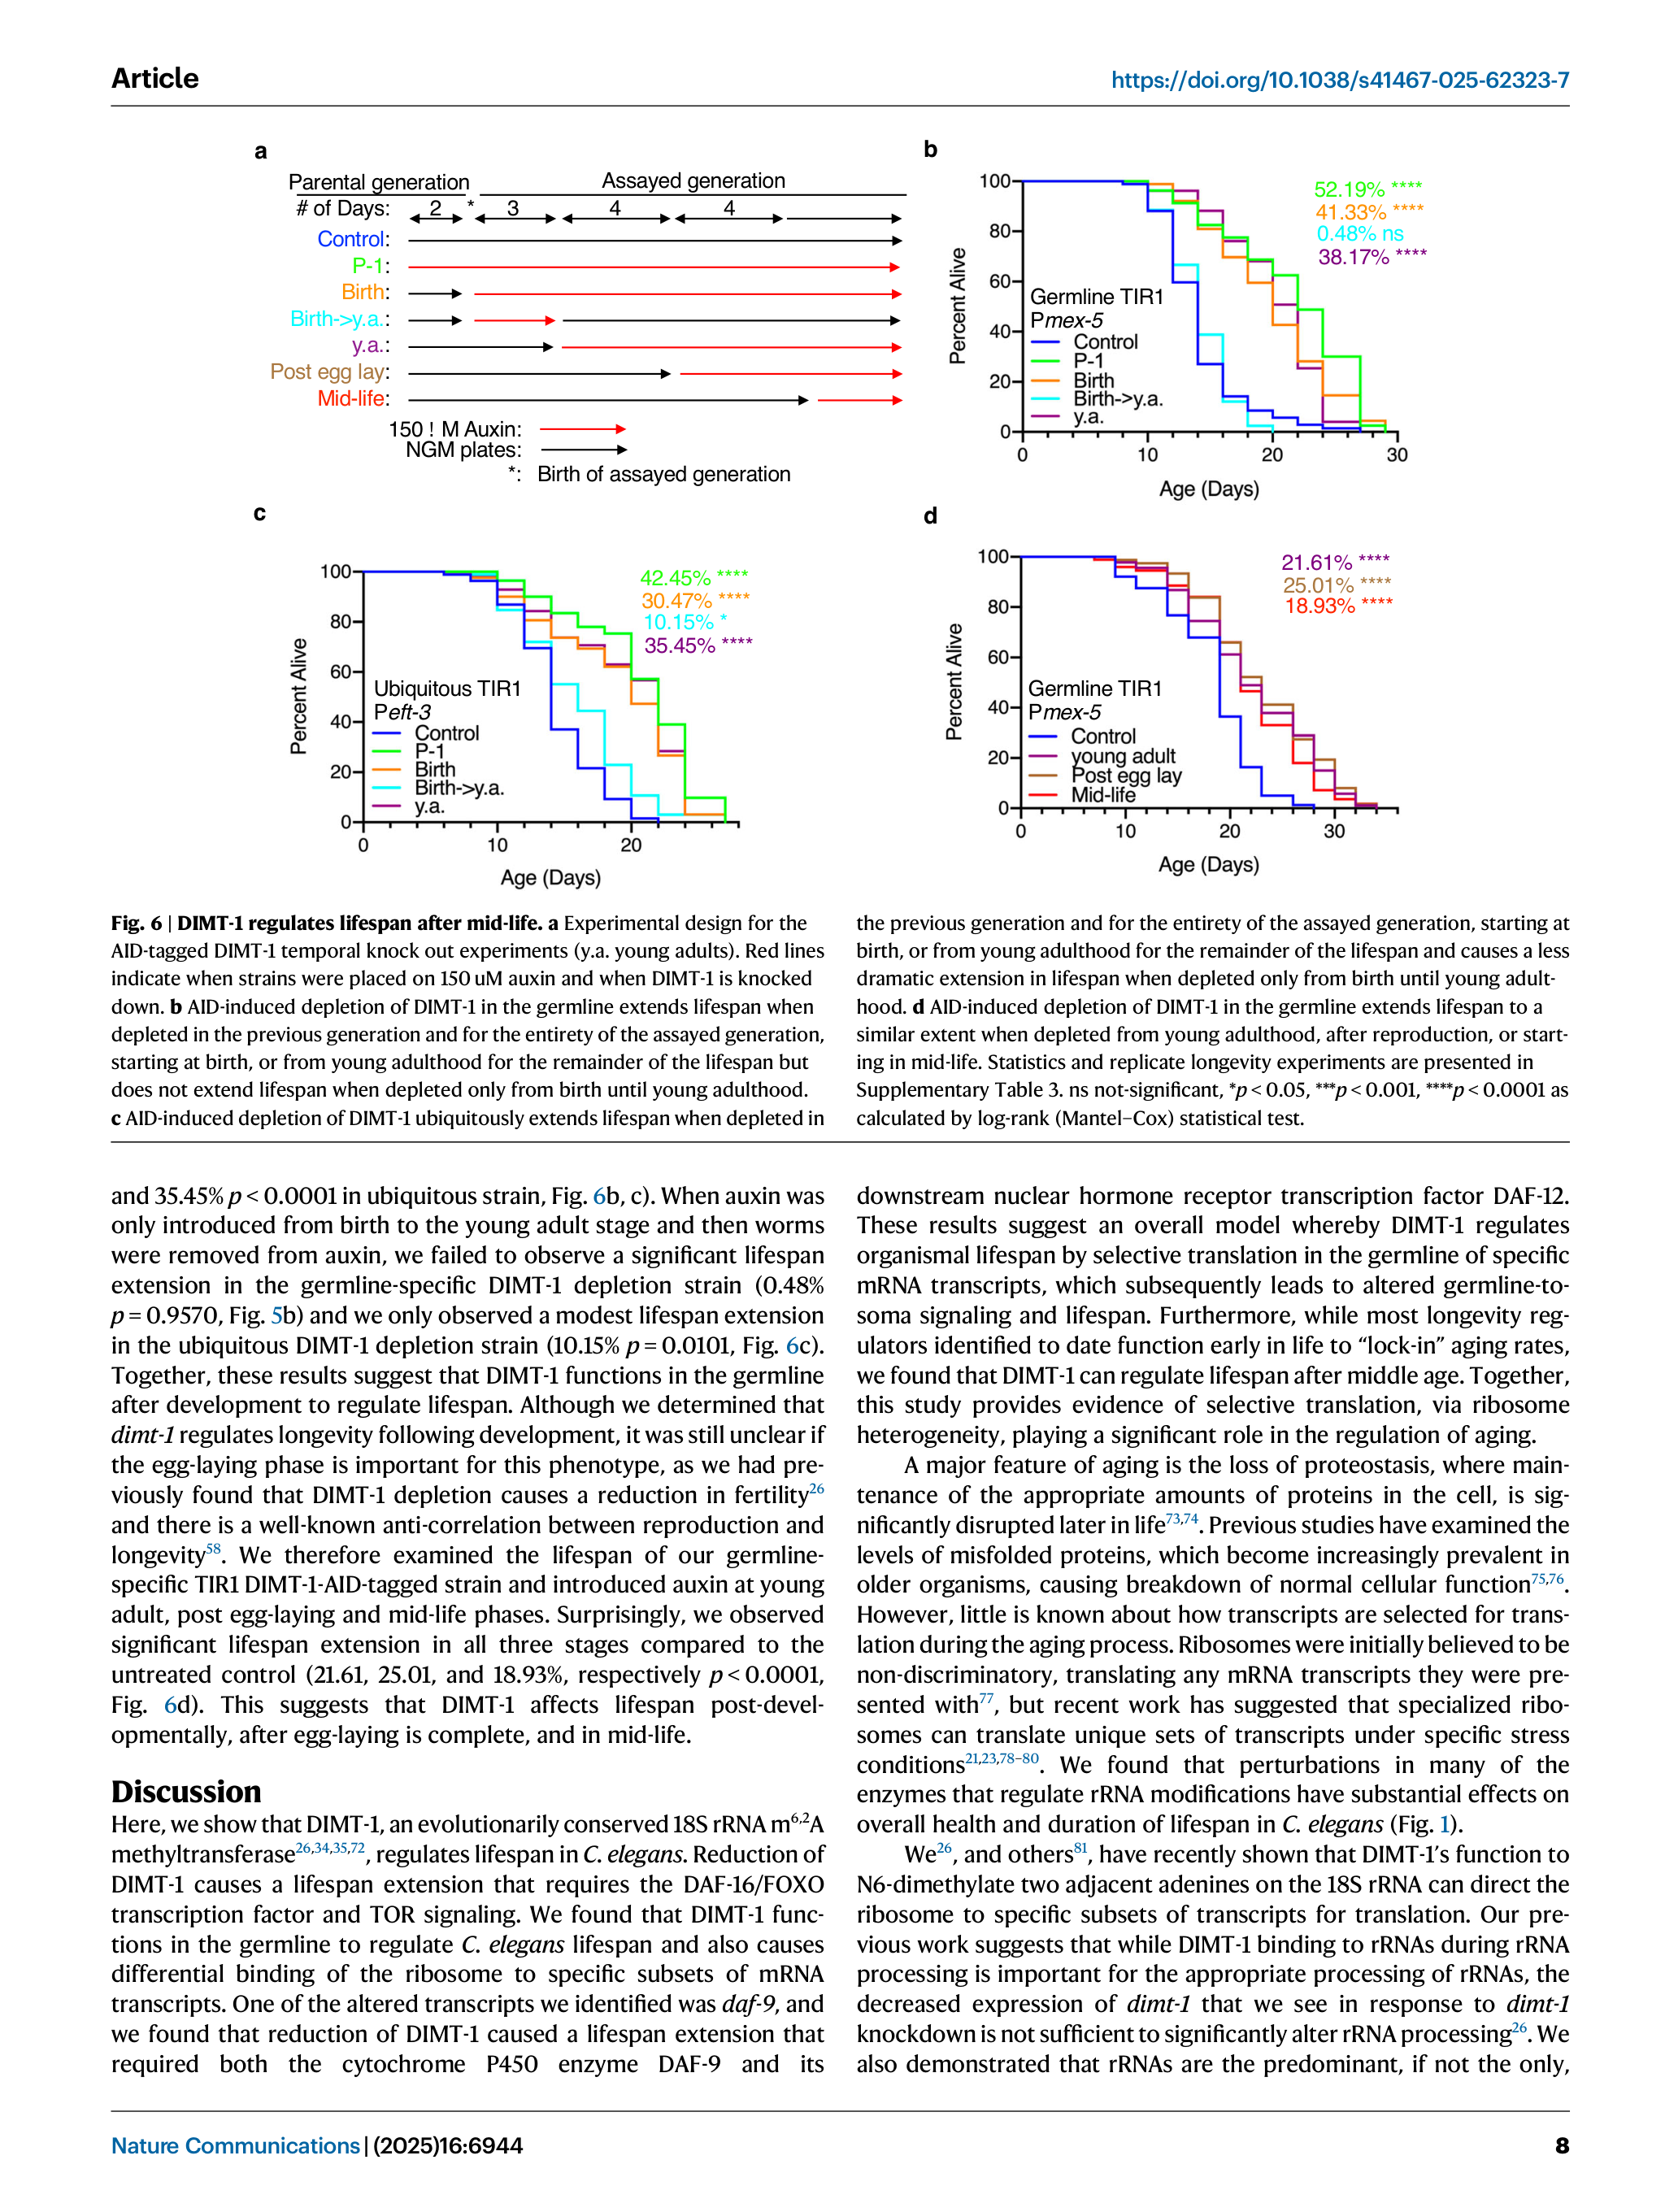 Article
https://doi.org/10.1038/s41467-025-62323-7
a
Parental generation
Assayed generation
# of Days:
2
*
3
4
4
Control:
P-1:
Birth:
Birth->y.a.:
y.a.:
Post egg lay:
Mid-life:
150 ! M Auxin:
NGM plates:
*: Birth of assayed generation
b
Percent Alive
100
80
60
40
20
0
52.19% ****
41.33% ****
0.48% ns
38.17% ****
Germline TIR1
Pmex-5
Control
P-1
Birth
Birth->y.a.
y.a.
0 10 20 30
Age (Days)
c
Percent Alive
100
80
60
40
20
0
42.45% ****
30.47% ****
10.15% *
35.45% ****
Ubiquitous TIR1
Peft-3
Control
P-1
Birth
Birth->y.a.
y.a.
0 10 20
Age (Days)
d
Percent Alive
100
80
60
40
20
0
21.61% ****
25.01% ****
18.93% ****
Germline TIR1
Pmex-5
Control
young adult
Post egg lay
Mid-life
0 10 20 30
Age (Days)
Fig. 6 | DIMT-1 regulates lifespan after mid-life. a Experimental design for the
AID-tagged DIMT-1 temporal knock out experiments (y.a. young adults). Red lines
indicate when strains were placed on 150 uM auxin and when DIMT-1 is knocked
down. b AID-induced depletion of DIMT-1 in the germline extends lifespan when
depleted in the previous generation and for the entirety of the assayed generation,
starting at birth, or from young adulthood for the remainder of the lifespan but
does not extend lifespan when depleted only from birth until young adulthood.
c AID-induced depletion of DIMT-1 ubiquitously extends lifespan when depleted in
the previous generation and for the entirety of the assayed generation, starting at
birth, or from young adulthood for the remainder of the lifespan and causes a less
dramatic extension in lifespan when depleted only from birth until young adult-
hood. d AID-induced depletion of DIMT-1 in the germline extends lifespan to a
similar extent when depleted from young adulthood, after reproduction, or start-
ing in mid-life. Statistics and replicate longevity experiments are presented in
Supplementary Table 3. ns not-significant, *p < 0.05, ***p < 0.001, ****p < 0.0001 as
calculated by log-rank (Mantel–Cox) statistical test.
and 35.45% p < 0.0001 in ubiquitous strain, Fig. 6b, c). When auxin was
only introduced from birth to the young adult stage and then worms
were removed from auxin, we failed to observe a significant lifespan
extension in the germline-specific DIMT-1 depletion strain (0.48%
p = 0.9570, Fig. 5b) and we only observed a modest lifespan extension
in the ubiquitous DIMT-1 depletion strain (10.15% p = 0.0101, Fig. 6c).
Together, these results suggest that DIMT-1 functions in the germline
after development to regulate lifespan. Although we determined that
dimt-1 regulates longevity following development, it was still unclear if
the egg-laying phase is important for this phenotype, as we had pre-
viously found that DIMT-1 depletion causes a reduction in fertility26
and there is a well-known anti-correlation between reproduction and
longevity58. We therefore examined the lifespan of our germline-
specific TIR1 DIMT-1-AID-tagged strain and introduced auxin at young
adult, post egg-laying and mid-life phases. Surprisingly, we observed
significant lifespan extension in all three stages compared to the
untreated control (21.61, 25.01, and 18.93%, respectively p < 0.0001,
Fig. 6d). This suggests that DIMT-1 affects lifespan post-devel-
opmentally, after egg-laying is complete, and in mid-life.
Discussion
Here, we show that DIMT-1, an evolutionarily conserved 18S rRNA m6,2A
methyltransferase26,34,35,72, regulates lifespan in C. elegans. Reduction of
DIMT-1 causes a lifespan extension that requires the DAF-16/FOXO
transcription factor and TOR signaling. We found that DIMT-1 func-
tions in the germline to regulate C. elegans lifespan and also causes
differential binding of the ribosome to specific subsets of mRNA
transcripts. One of the altered transcripts we identified was daf-9, and
we found that reduction of DIMT-1 caused a lifespan extension that
required both the cytochrome P450 enzyme DAF-9 and its
downstream nuclear hormone receptor transcription factor DAF-12.
These results suggest an overall model whereby DIMT-1 regulates
organismal lifespan by selective translation in the germline of specific
mRNA transcripts, which subsequently leads to altered germline-to-
soma signaling and lifespan. Furthermore, while most longevity reg-
ulators identified to date function early in life to “lock-in” aging rates,
we found that DIMT-1 can regulate lifespan after middle age. Together,
this study provides evidence of selective translation, via ribosome
heterogeneity, playing a significant role in the regulation of aging.
A major feature of aging is the loss of proteostasis, where main-
tenance of the appropriate amounts of proteins in the cell, is sig-
nificantly disrupted later in life73,74. Previous studies have examined the
levels of misfolded proteins, which become increasingly prevalent in
older organisms, causing breakdown of normal cellular function75,76.
However, little is known about how transcripts are selected for trans-
lation during the aging process. Ribosomes were initially believed to be
non-discriminatory, translating any mRNA transcripts they were pre-
sented with77, but recent work has suggested that specialized ribo-
somes can translate unique sets of transcripts under specific stress
conditions21,23,78–80. We found that perturbations in many of the
enzymes that regulate rRNA modifications have substantial effects on
overall health and duration of lifespan in C. elegans (Fig. 1).
We26, and others81, have recently shown that DIMT-1’s function to
N6-dimethylate two adjacent adenines on the 18S rRNA can direct the
ribosome to specific subsets of transcripts for translation. Our pre-
vious work suggests that while DIMT-1 binding to rRNAs during rRNA
processing is important for the appropriate processing of rRNAs, the
decreased expression of dimt-1 that we see in response to dimt-1
knockdown is not sufficient to significantly alter rRNA processing26. We
also demonstrated that rRNAs are the predominant, if not the only,
Nature Communications | (2025)16:6944
8